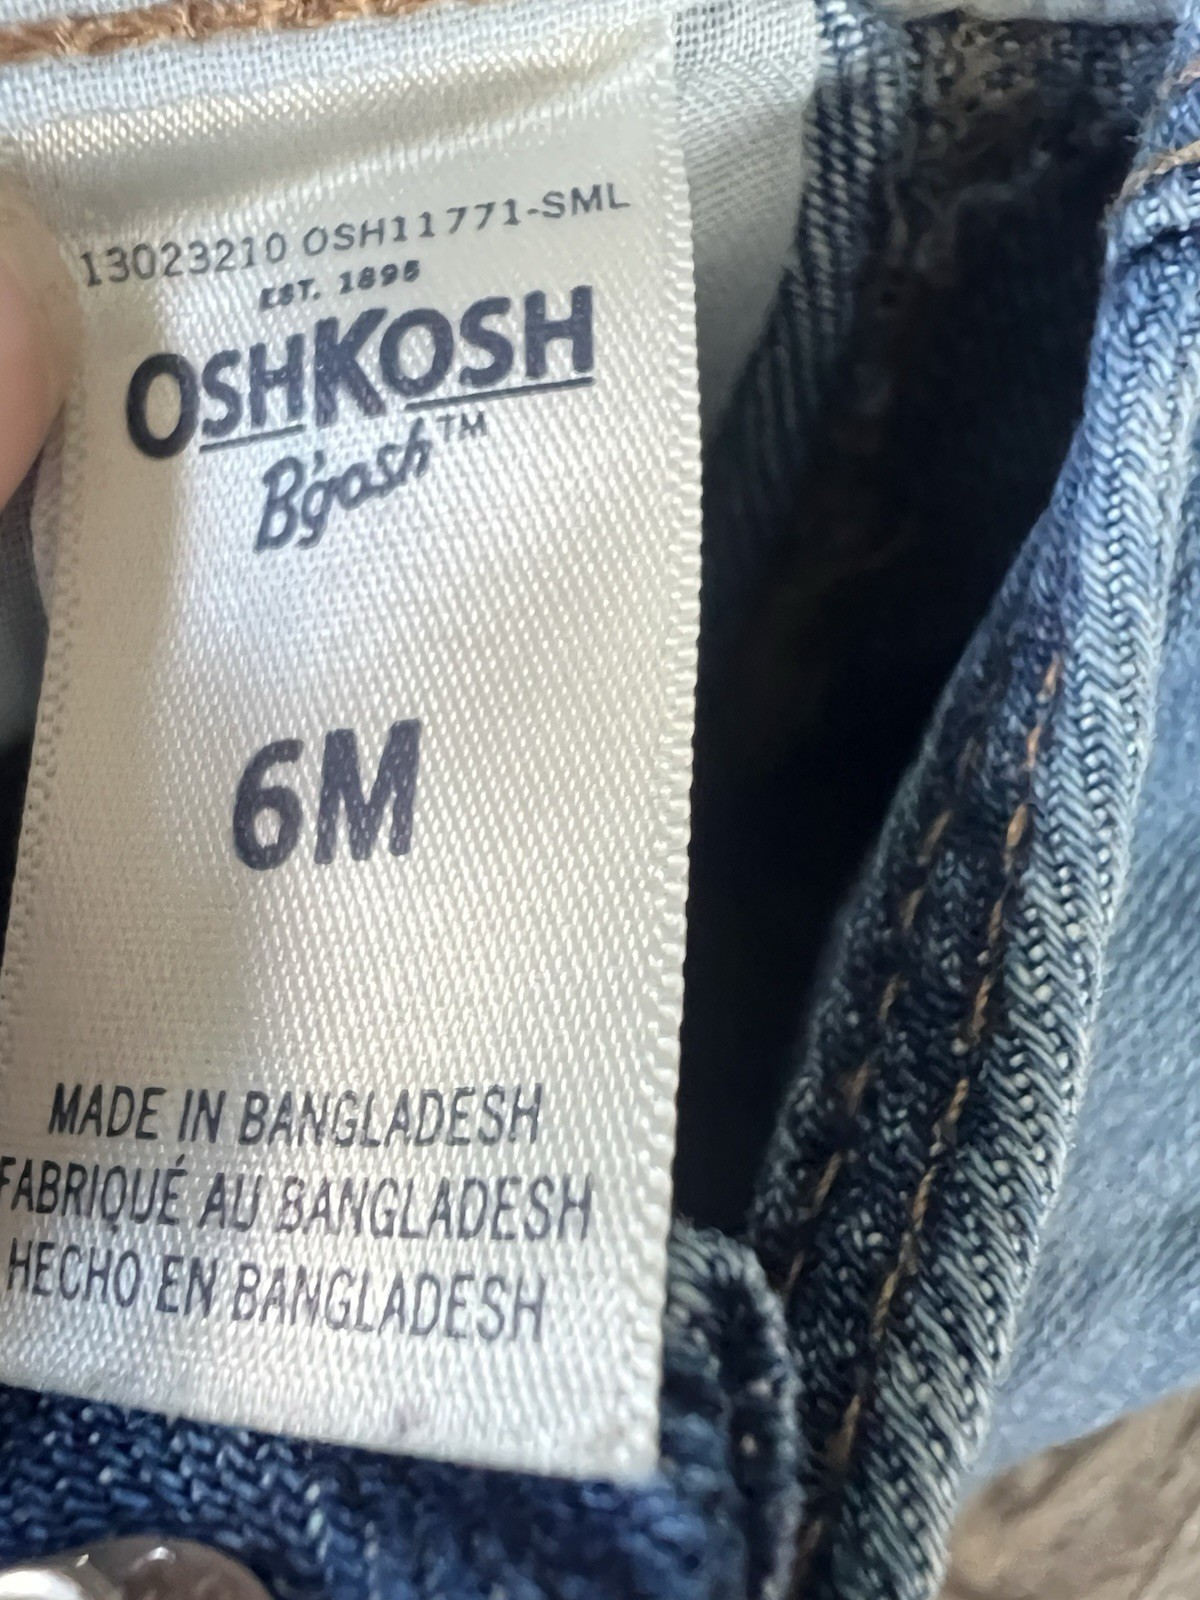 13023210 OSH11771-SML
EST. 1895
OSHKOSH
B'gosh™
6M
MADE IN BANGLADESH
FABRIQUÉ AU BANGLADESH
HECHO EN BANGLADESH